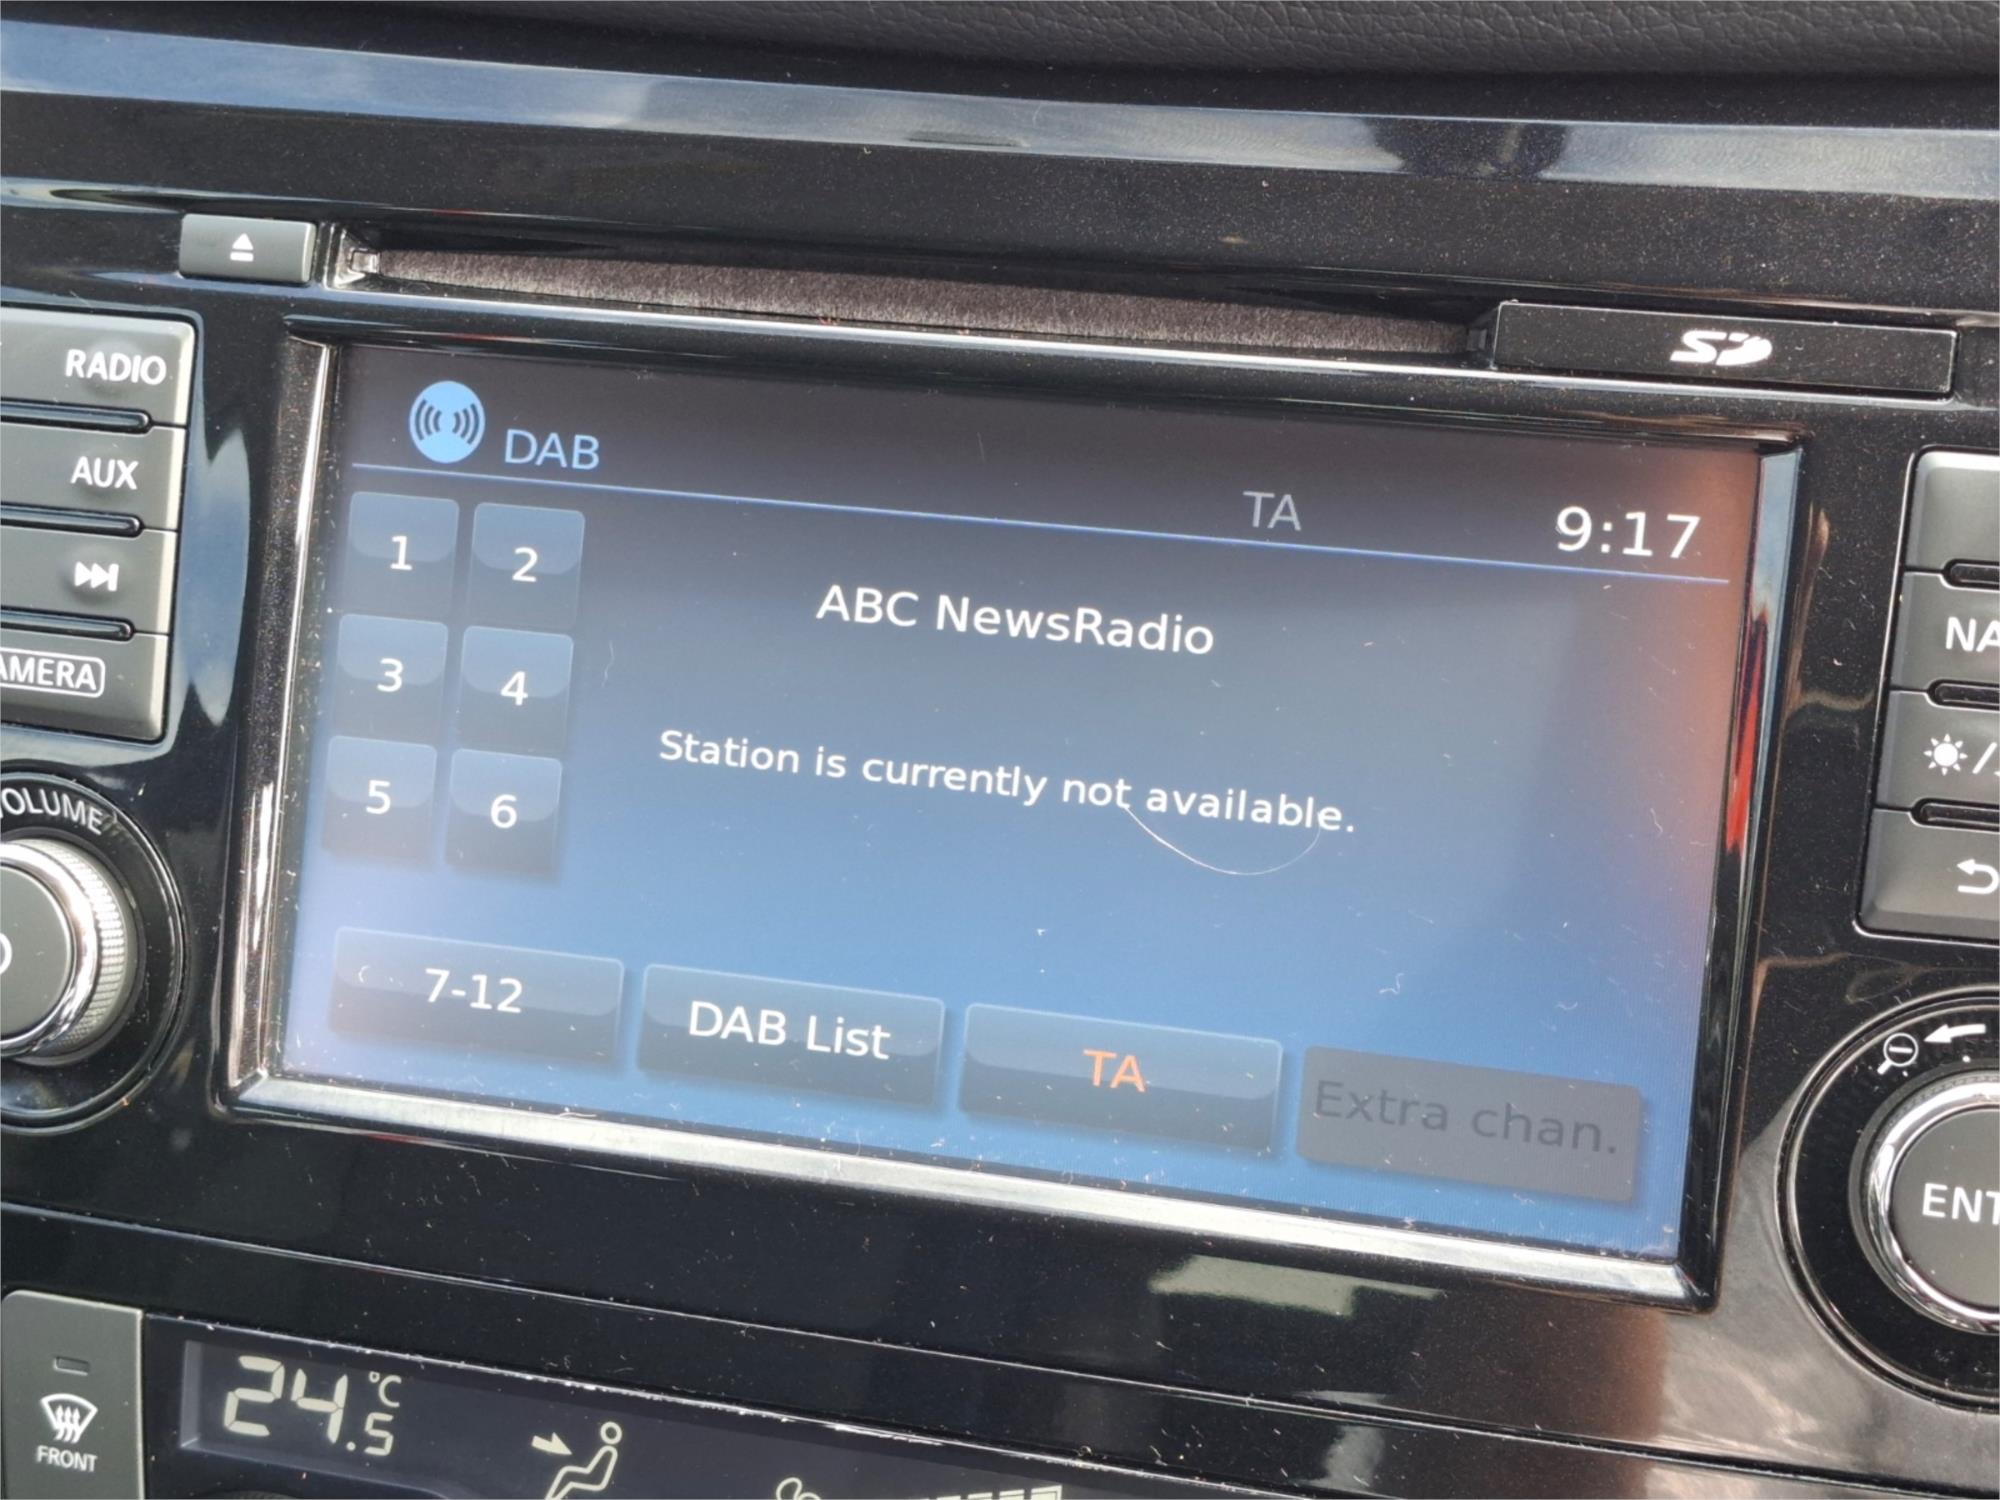 SD
RADIO
AUX
AMERA
OLUME
DAB
TA
9:17
1
2
3
4
5
6
ABC NewsRadio
Station is currently not available.
7-12
DAB List
TA
Extra chan.
NA
ENT
24.5 °C
FRONT